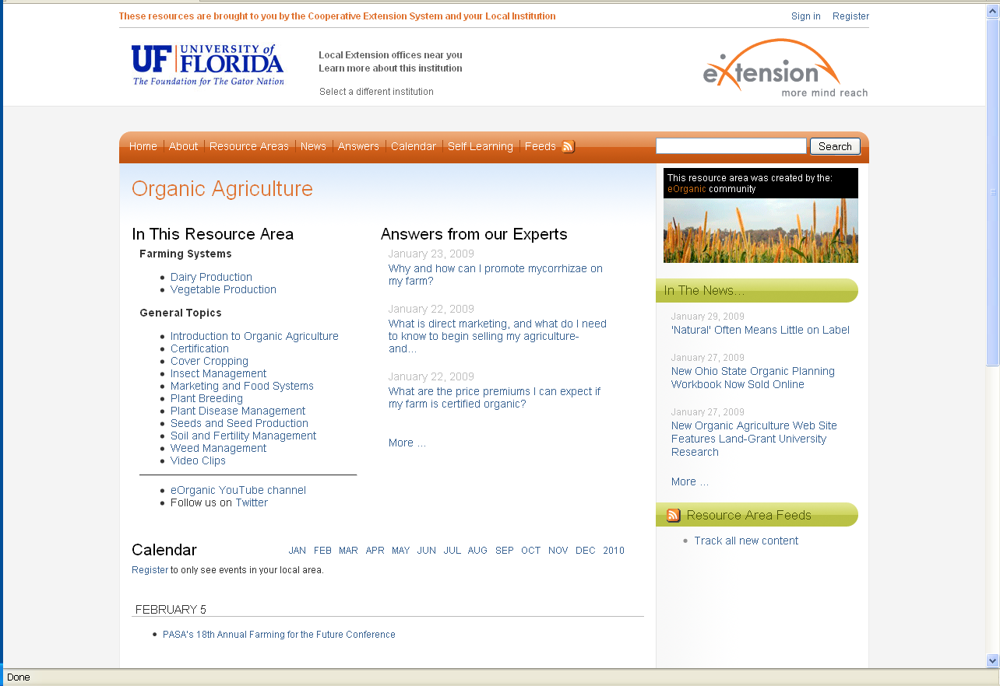 These resources are brought to you by the Cooperative Extension System and your Local Institution
Sign in Register
UF UNIVERSITY of FLORIDA
The Foundation for The Gator Nation
Local Extension offices near you
Learn more about this institution
Select a different institution
eXtension
more mind reach
Home About Resource Areas News Answers Calendar Self Learning Feeds
Search
Organic Agriculture
In This Resource Area
Farming Systems
• Dairy Production
• Vegetable Production
General Topics
• Introduction to Organic Agriculture
• Certification
• Cover Cropping
• Insect Management
• Marketing and Food Systems
• Plant Breeding
• Plant Disease Management
• Seeds and Seed Production
• Soil and Fertility Management
• Weed Management
• Video Clips
• eOrganic YouTube channel
• Follow us on Twitter
Answers from our Experts
January 23, 2009
Why and how can I promote mycorrhizae on
my farm?
January 22, 2009
What is direct marketing, and what do I need
to know to begin selling my agriculture-
and...
January 22, 2009
What are the price premiums I can expect if
my farm is certified organic?
More ...
This resource area was created by the:
eOrganic community
In The News...
January 29, 2009
'Natural' Often Means Little on Label
January 27, 2009
New Ohio State Organic Planning
Workbook Now Sold Online
January 27, 2009
New Organic Agriculture Web Site
Features Land-Grant University
Research
More ...
Resource Area Feeds
• Track all new content
Calendar
JAN FEB MAR APR MAY JUN JUL AUG SEP OCT NOV DEC 2010
Register to only see events in your local area.
FEBRUARY 5
• PASA's 18th Annual Farming for the Future Conference
Done